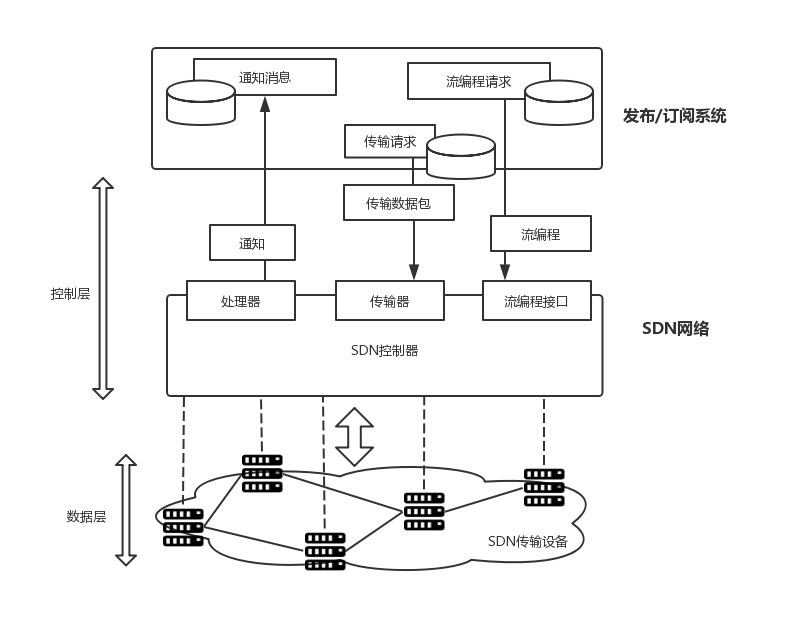 通知消息
流编程请求
发布/订阅系统
传输请求
传输数据包
通知
流编程
控制层
处理器
传输器
流编程接口
SDN网络
SDN控制器
数据层
SDN传输设备